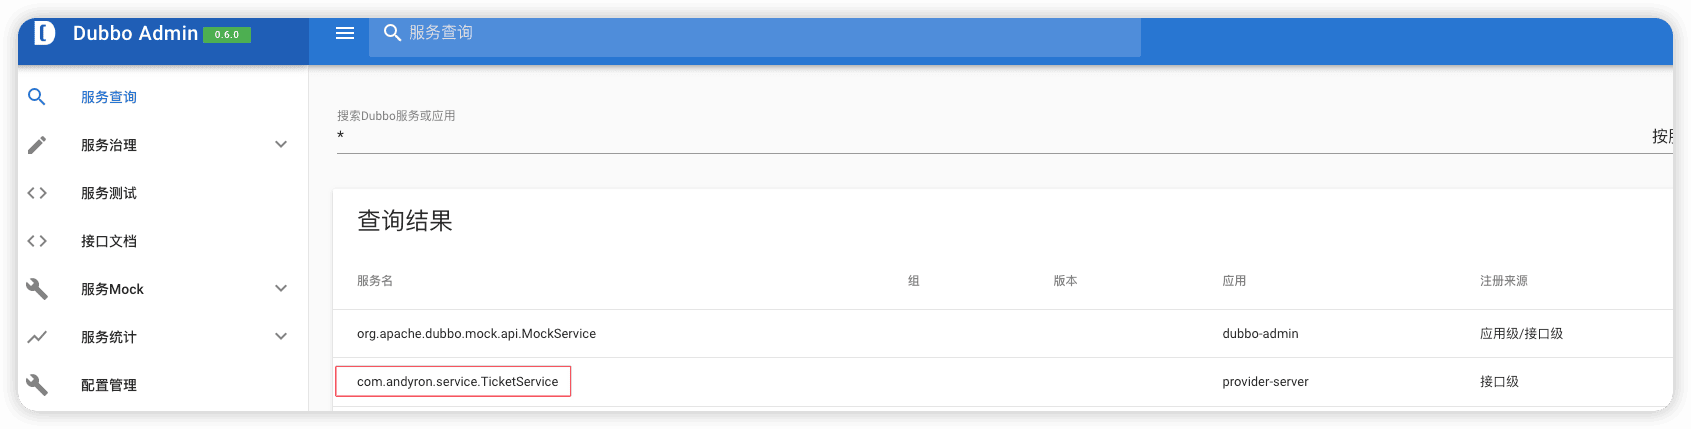 Dubbo Admin 0.6.0
服务查询
服务查询
服务治理
服务测试
接口文档
服务Mock
服务统计
配置管理
搜索Dubbo服务或应用
*
查询结果
服务名 组 版本 应用 注册来源
org.apache.dubbo.mock.api.MockService dubbo-admin 应用级/接口级
com.andyron.service.TicketService provider-server 接口级